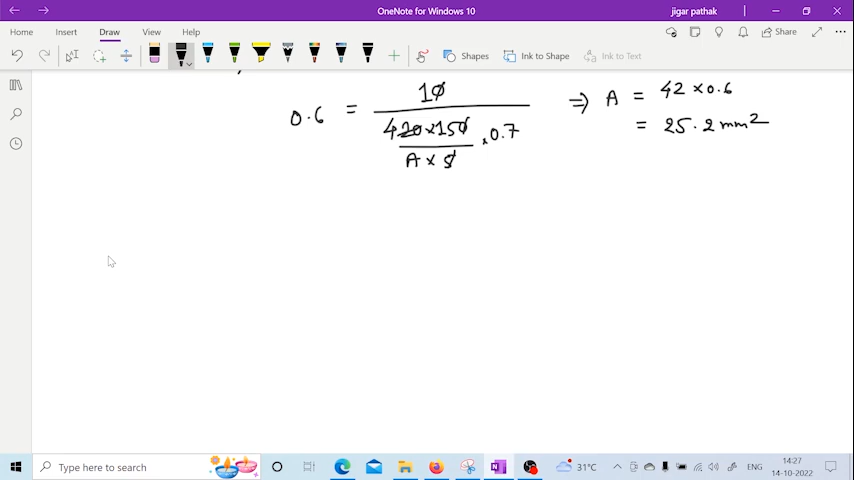 OneNote for Windows 10
jigar pathak
Home Insert Draw View Help
Share
Shapes
Ink to Shape
Ink to Text
0.6 = 10 / (420×150 / (A × 5) × 0.7) ⇒ A = 42 × 0.6
= 25.2 mm²
Type here to search
31°C
ENG
14:27
14-10-2022